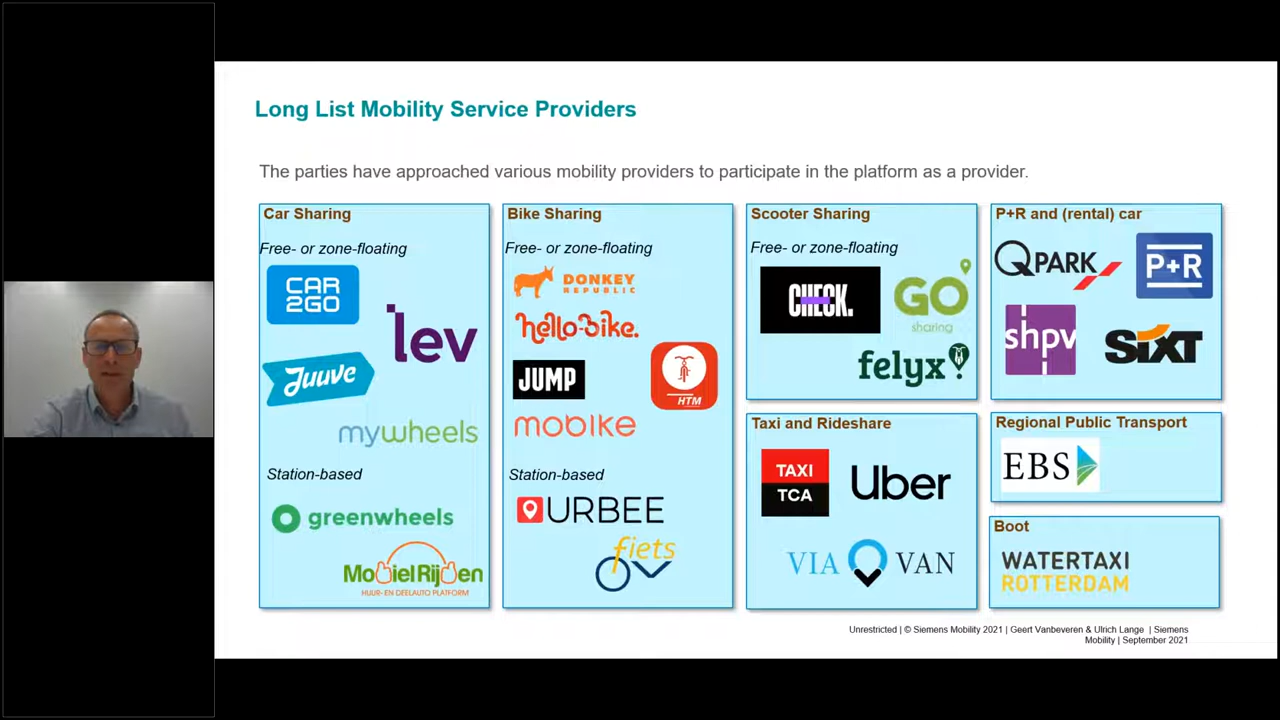 Long List Mobility Service Providers
The parties have approached various mobility providers to participate in the platform as a provider.
Car Sharing
Free- or zone-floating
CAR
2GO
lev
Juuve
mywheels
Station-based
greenwheels
MobielRijden
HUUR- EN DEELAUTO PLATFORM
Bike Sharing
Free- or zone-floating
DONKEY
REPUBLIC
hello-bike.
JUMP
HTM
mobike
Station-based
URBEE
OV fiets
Scooter Sharing
Free- or zone-floating
CHECK.
GO
sharing
felyx
Taxi and Rideshare
TAXI
TCA
Uber
VIA VAN
P+R and (rental) car
QPARK
P+R
shpv
SIXT
Regional Public Transport
EBS
Boot
WATERTAXI
ROTTERDAM
Unrestricted | © Siemens Mobility 2021 | Geert Vanbeveren & Ulrich Lange | Siemens
Mobility | September 2021